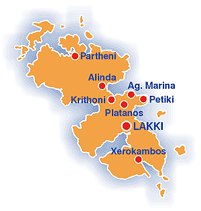 Partheni
Alinda
Ag. Marina
Krithoni
Petiki
Platanos
LAKKI
Xerokambos